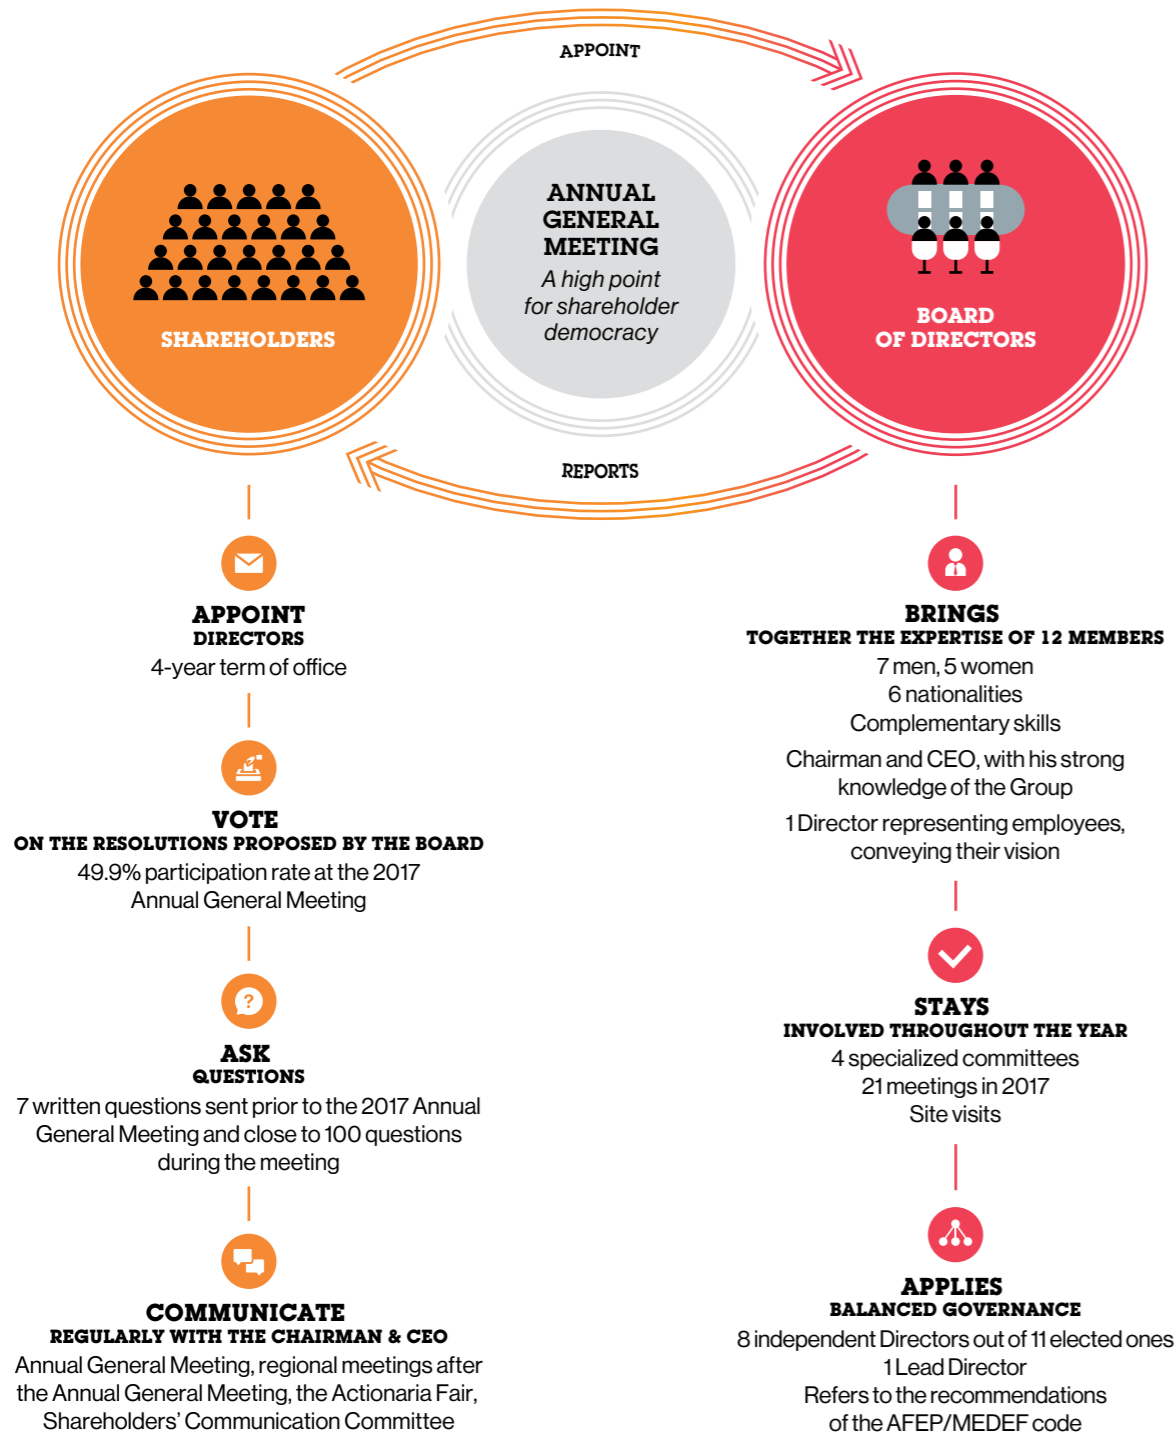 APPOINT
ANNUAL
GENERAL
MEETING
A high point
for shareholder
democracy
SHAREHOLDERS
BOARD
OF DIRECTORS
REPORTS
APPOINT
DIRECTORS
4-year term of office
VOTE
ON THE RESOLUTIONS PROPOSED BY THE BOARD
49.9% participation rate at the 2017
Annual General Meeting
?
ASK
QUESTIONS
7 written questions sent prior to the 2017 Annual
General Meeting and close to 100 questions
during the meeting
COMMUNICATE
REGULARLY WITH THE CHAIRMAN & CEO
Annual General Meeting, regional meetings after
the Annual General Meeting, the Actionaria Fair,
Shareholders’ Communication Committee
BRINGS
TOGETHER THE EXPERTISE OF 12 MEMBERS
7 men, 5 women
6 nationalities
Complementary skills
Chairman and CEO, with his strong
knowledge of the Group
1 Director representing employees,
conveying their vision
STAYS
INVOLVED THROUGHOUT THE YEAR
4 specialized committees
21 meetings in 2017
Site visits
APPLIES
BALANCED GOVERNANCE
8 independent Directors out of 11 elected ones
1 Lead Director
Refers to the recommendations
of the AFEP/MEDEF code